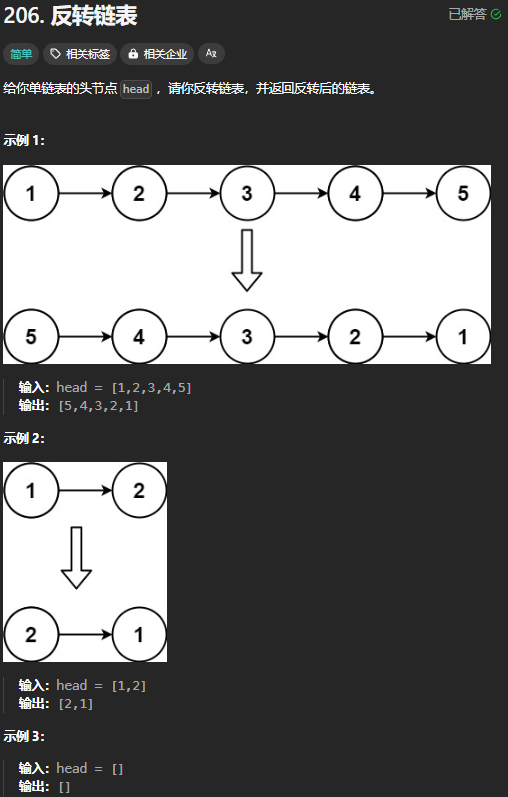 206. 反转链表
已解答
简单 相关标签 相关企业 Az
给你单链表的头节点 head ，请你反转链表，并返回反转后的链表。
示例 1：
1 2 3 4 5
5 4 3 2 1
输入：head = [1,2,3,4,5]
输出：[5,4,3,2,1]
示例 2：
1 2
2 1
输入：head = [1,2]
输出：[2,1]
示例 3：
输入：head = []
输出：[]